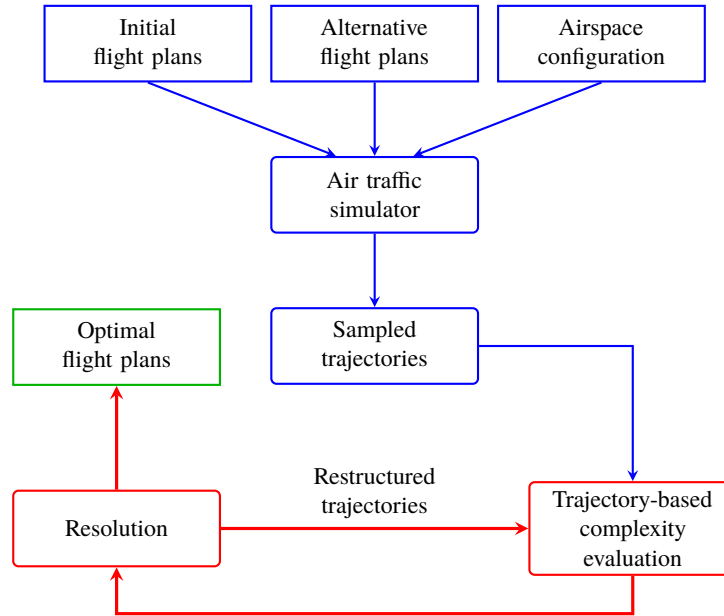 Initial
flight plans
Alternative
flight plans
Airspace
configuration
Air traffic
simulator
Optimal
flight plans
Sampled
trajectories
Restructured
trajectories
Resolution
Trajectory-based
complexity
evaluation